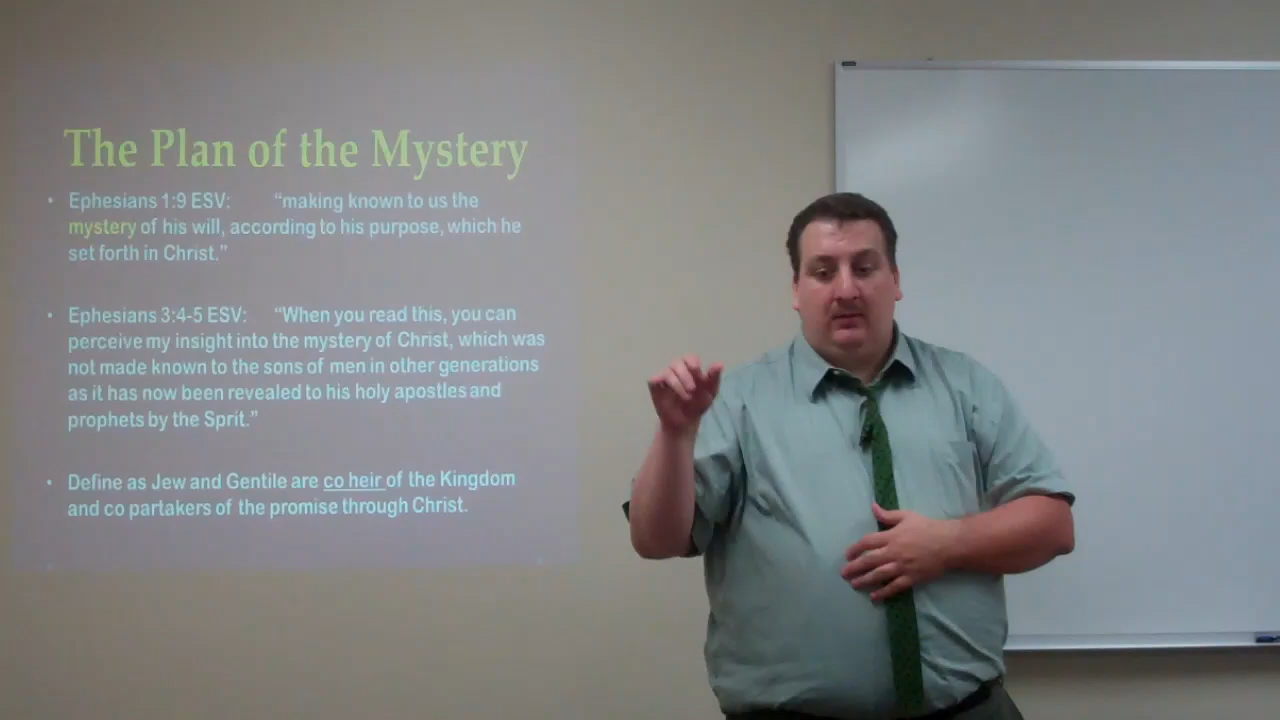 The Plan of the Mystery
• Ephesians 1:9 ESV: "making known to us the
mystery of his will, according to his purpose, which he
set forth in Christ."
• Ephesians 3:4-5 ESV: "When you read this, you can
perceive my insight into the mystery of Christ, which was
not made known to the sons of men in other generations
as it has now been revealed to his holy apostles and
prophets by the Sprit."
• Define as Jew and Gentile are co heir of the Kingdom
and co partakers of the promise through Christ.